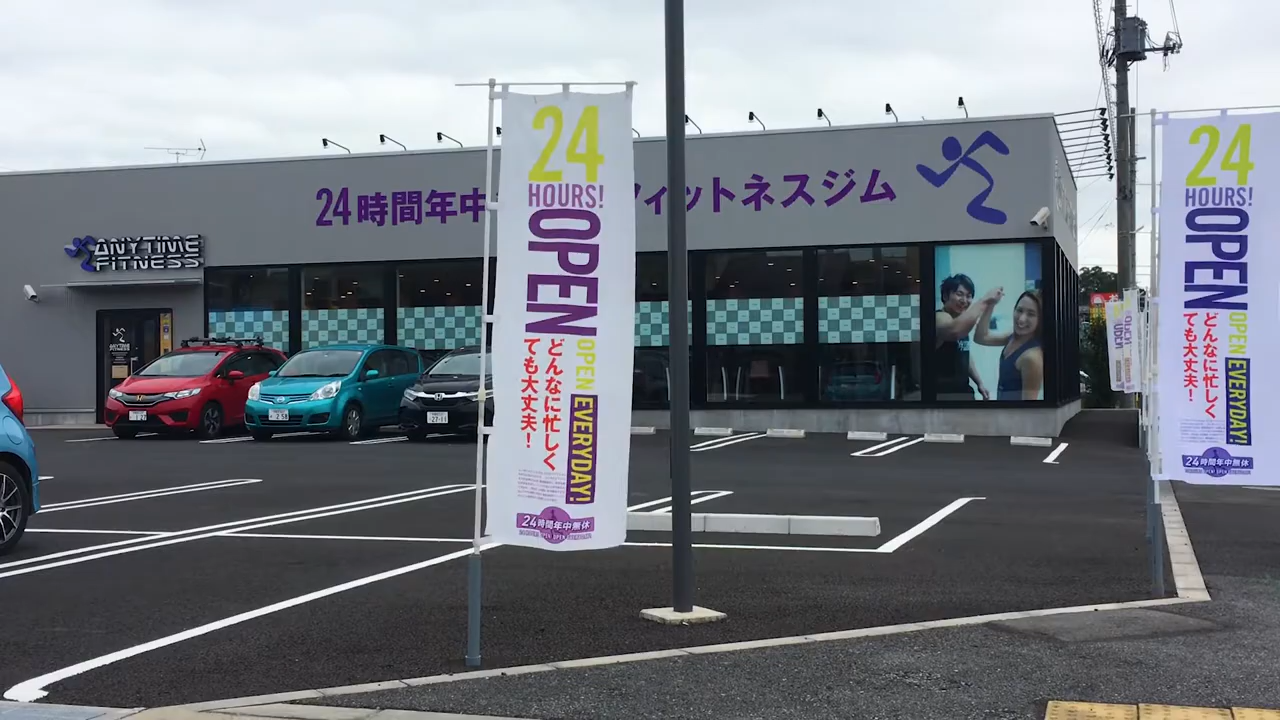 24時間年中
フィットネスジム
ANYTIME
FITNESS
24
HOURS!
OPEN
OPEN EVERYDAY!
どんなに忙しく
ても大丈夫！
24時間年中無休
24
HOURS!
OPEN
OPEN EVERYDAY!
どんなに忙しく
ても大丈夫！
24時間年中無休
27-11